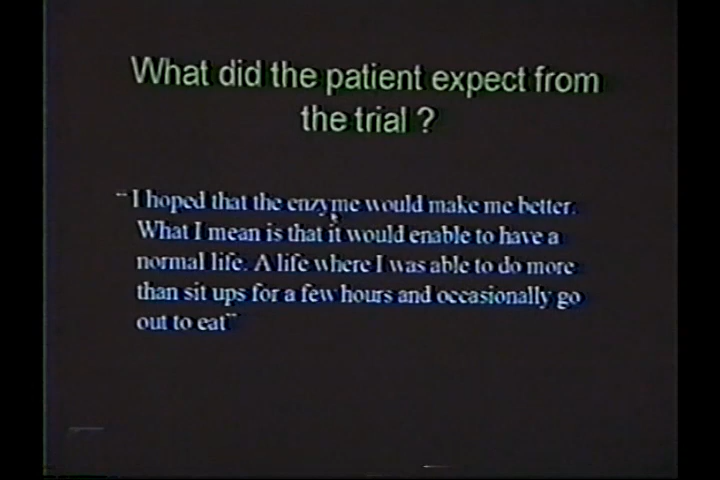 What did the patient expect from
the trial ?
“I hoped that the enzyme would make me better.
What I mean is that it would enable to have a
normal life. A life where I was able to do more
than sit ups for a few hours and occasionally go
out to eat”